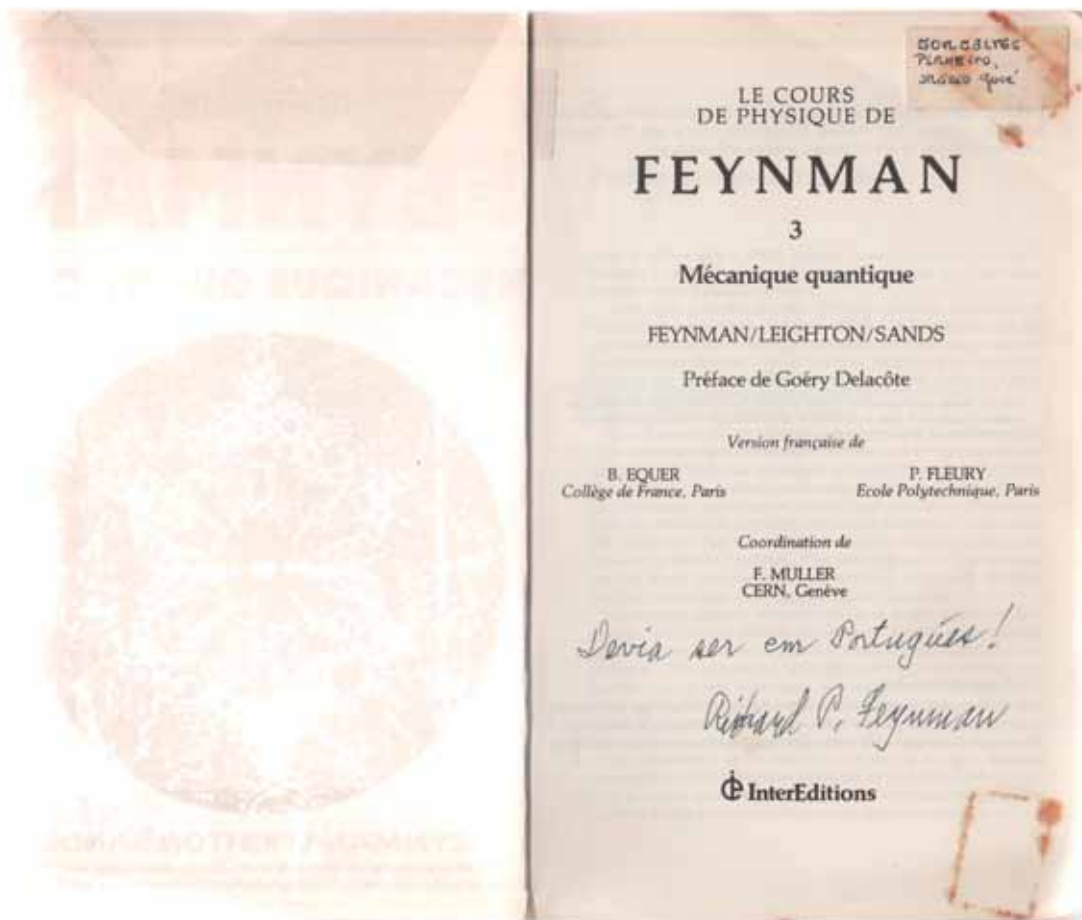 PINHEIRO,
LE COURS
DE PHYSIQUE DE
FEYNMAN
3
Mécanique quantique
FEYNMAN/LEIGHTON/SANDS
Préface de Goéry Delacôte
Version française de
B. EQUER
Collège de France, Paris
P. FLEURY
Ecole Polytechnique, Paris
Coordination de
F. MULLER
CERN, Genève
Devia ser em Portugués!
Richard P. Feynman
InterEditions